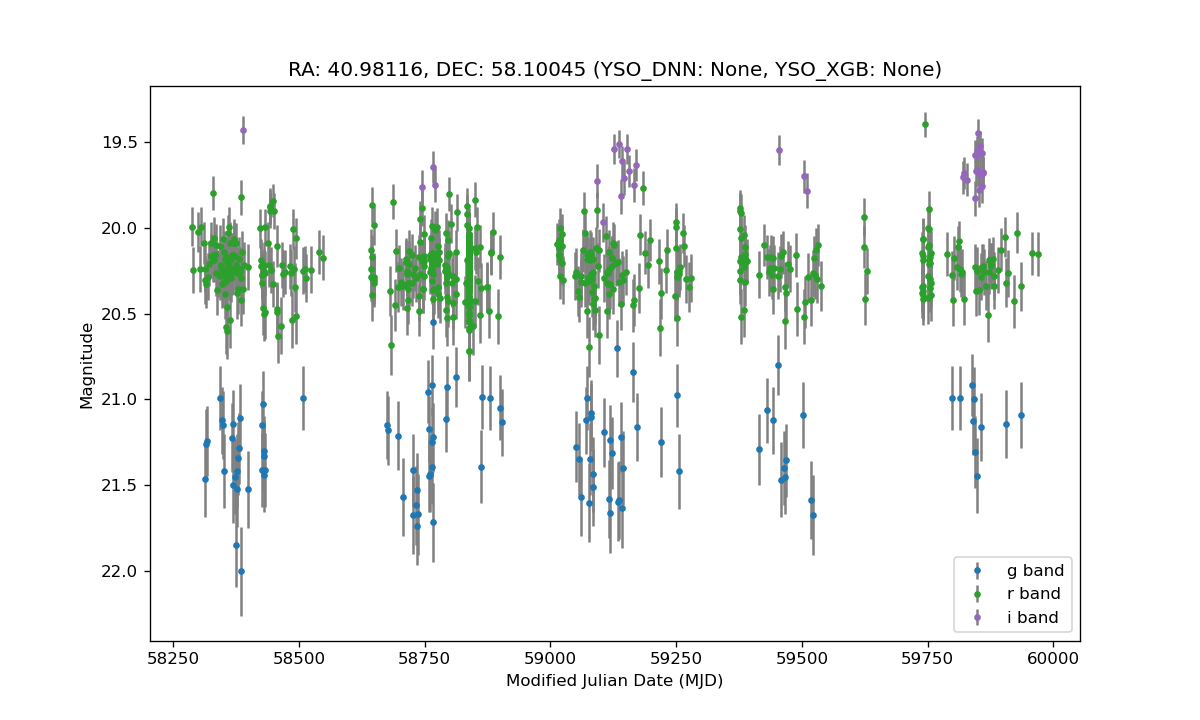 RA: 40.98116, DEC: 58.10045 (YSO_DNN: None, YSO_XGB: None)
19.5
20.0
20.5
21.0
21.5
22.0
Magnitude
g band
r band
i band
58250 58500 58750 59000 59250 59500 59750 60000
Modified Julian Date (MJD)